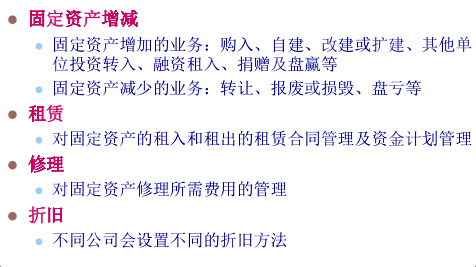 固定资产增减
固定资产增加的业务：购入、自建、改建或扩建、其他单
位投资转入、融资租入、捐赠及盘赢等
固定资产减少的业务：转让、报废或损毁、盘亏等
租赁
对固定资产的租入和租出的租赁合同管理及资金计划管理
修理
对固定资产修理所需费用的管理
折旧
不同公司会设置不同的折旧方法